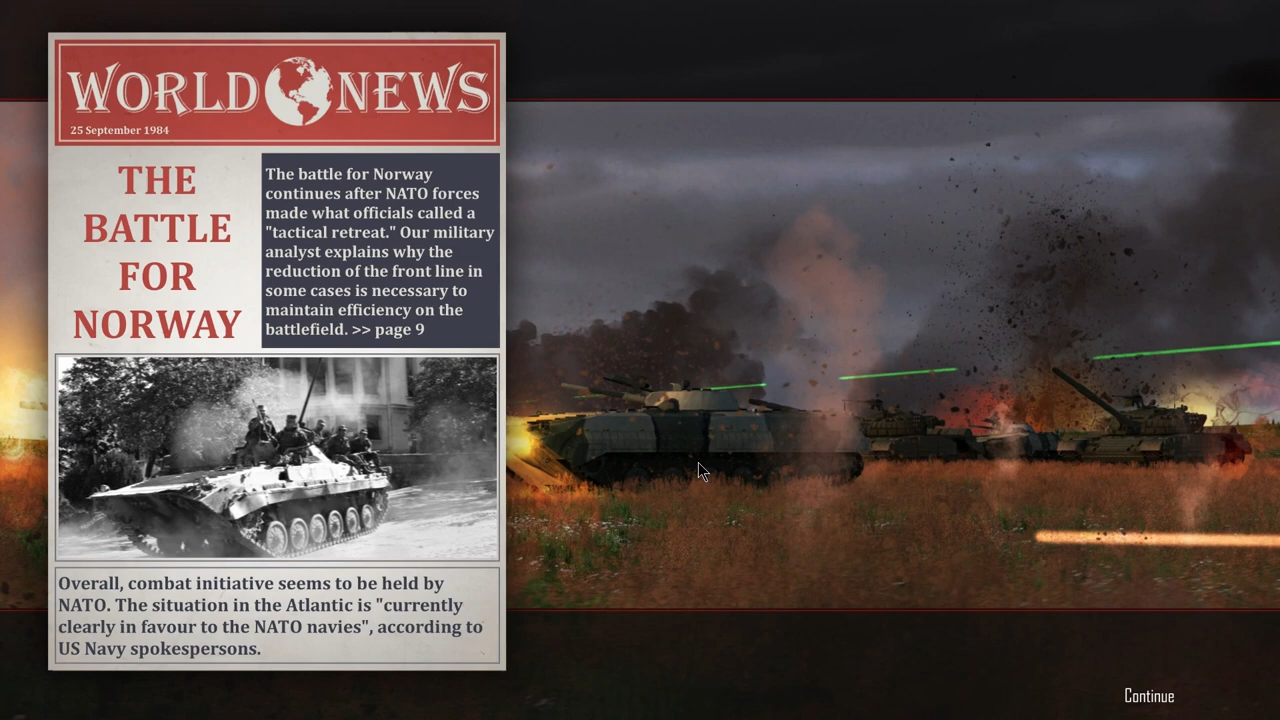 WORLD NEWS
25 September 1984
THE
BATTLE
FOR
NORWAY
The battle for Norway
continues after NATO forces
made what officials called a
"tactical retreat." Our military
analyst explains why the
reduction of the front line in
some cases is necessary to
maintain efficiency on the
battlefield. >> page 9
Overall, combat initiative seems to be held by
NATO. The situation in the Atlantic is "currently
clearly in favour to the NATO navies", according to
US Navy spokespersons.
Continue